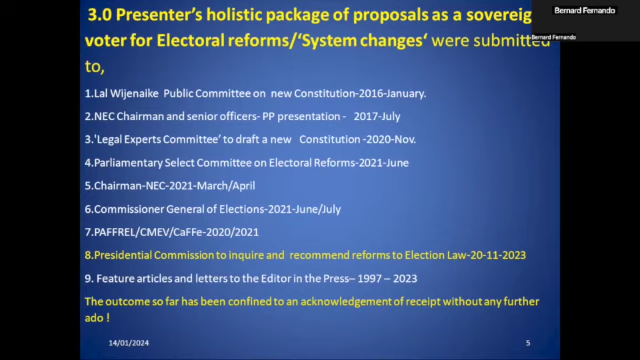 Bernard Fernando
Bernard Fernando
3.0 Presenter's holistic package of proposals as a sovereig
voter for Electoral reforms/'System changes' were submitted
to,
1.Lal Wijenaike Public Committee on new Constitution-2016-January.
2.NEC Chairman and senior officers- PP presentation - 2017-July
3.'Legal Experts Committee' to draft a new Constitution -2020-Nov.
4.Parliamentary Select Committee on Electoral Reforms-2021-June
5.Chairman-NEC-2021-March/April
6.Commissioner General of Elections-2021-June/July
7.PAFFREL/CMEV/CaFFe-2020/2021
8.Presidential Commission to inquire and recommend reforms to Election Law-20-11-2023
9. Feature articles and letters to the Editor in the Press– 1997 – 2023
The outcome so far has been confined to an acknowledgement of receipt without any further
ado !
14/01/2024
5